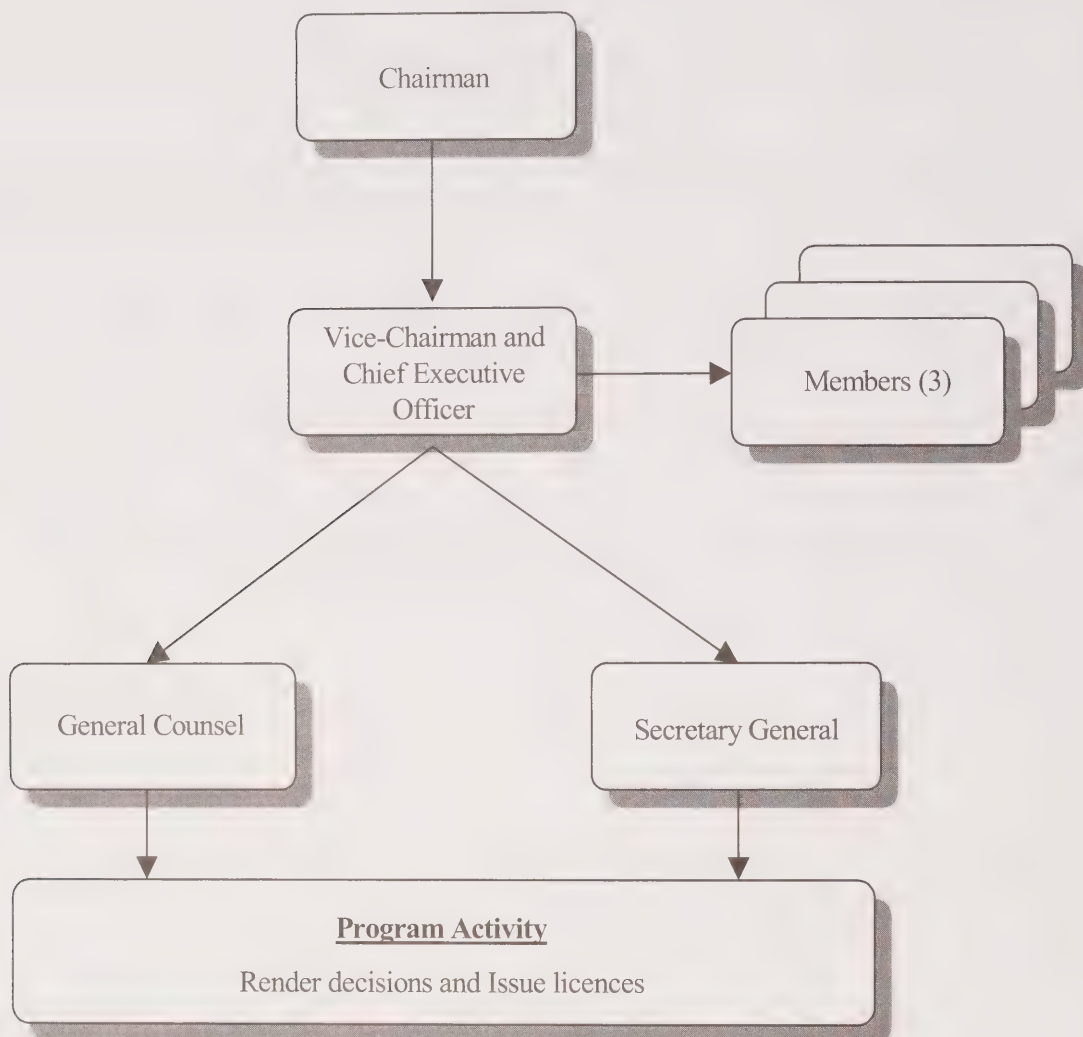 Chairman
Vice-Chairman and
Chief Executive
Officer
Members (3)
General Counsel
Secretary General
Program Activity
Render decisions and Issue licences